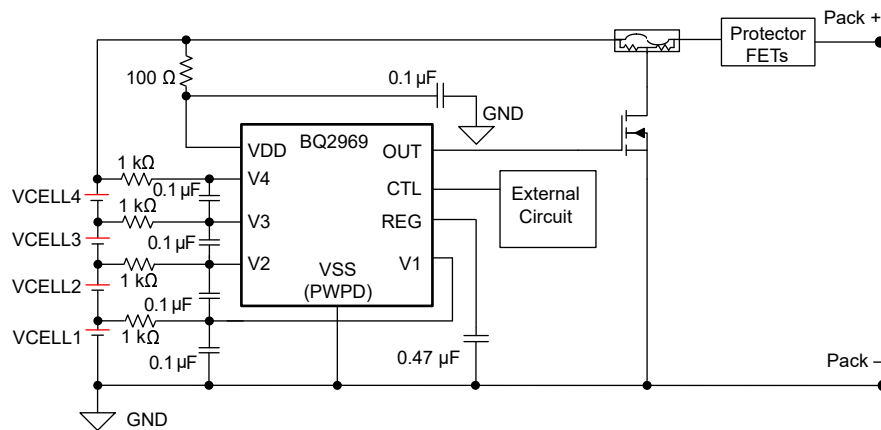 Pack +
Protector
FETs
100 Ω
0.1 µF
GND
BQ2969
VDD
OUT
1 kΩ
V4
0.1 µF
CTL
External
Circuit
VCELL4
1 kΩ
V3
REG
VCELL3
0.1 µF
V2
V1
1 kΩ
VSS
(PWPD)
VCELL2
0.1 µF
VCELL1
1 kΩ
0.1 µF
0.47 µF
Pack –
GND